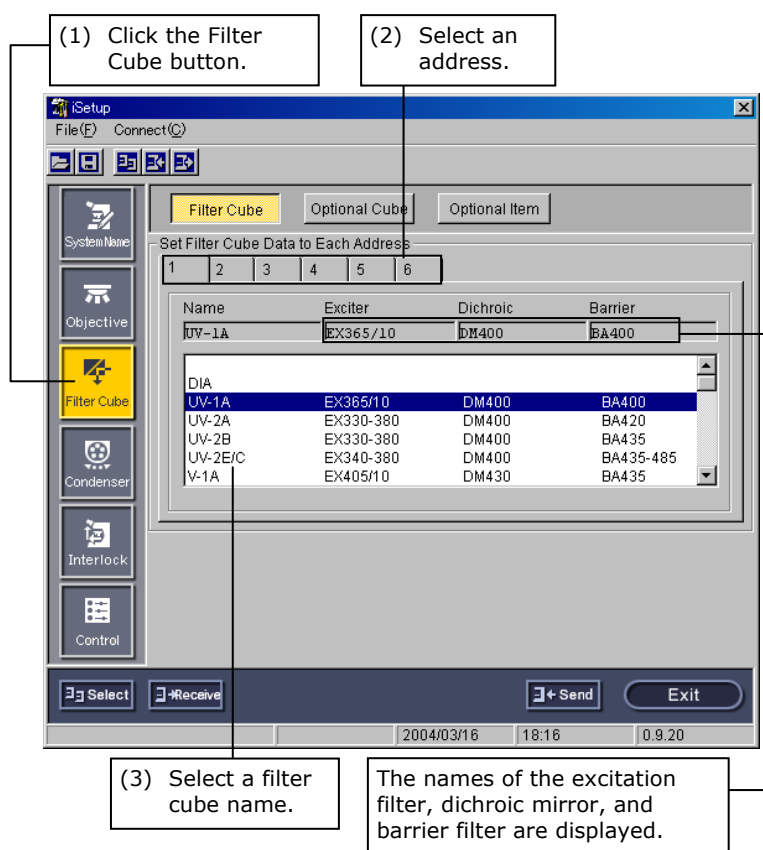 (1) Click the Filter Cube button.
(2) Select an address.
iSetup
File(F) Connect(C)
System Name
Objective
Filter Cube
Condenser
Interlock
Control
Filter Cube Optional Cube Optional Item
Set Filter Cube Data to Each Address
1 2 3 4 5 6
Name Exciter Dichroic Barrier
UV-1A EX365/10 DM400 BA400
DIA
UV-1A EX365/10 DM400 BA400
UV-2A EX330-380 DM400 BA420
UV-2B EX330-380 DM400 BA435
UV-2E/C EX340-380 DM400 BA435-485
V-1A EX405/10 DM430 BA435
Select Receive Send Exit
2004/03/16 18:16 0.9.20
(3) Select a filter cube name.
The names of the excitation
filter, dichroic mirror, and
barrier filter are displayed.